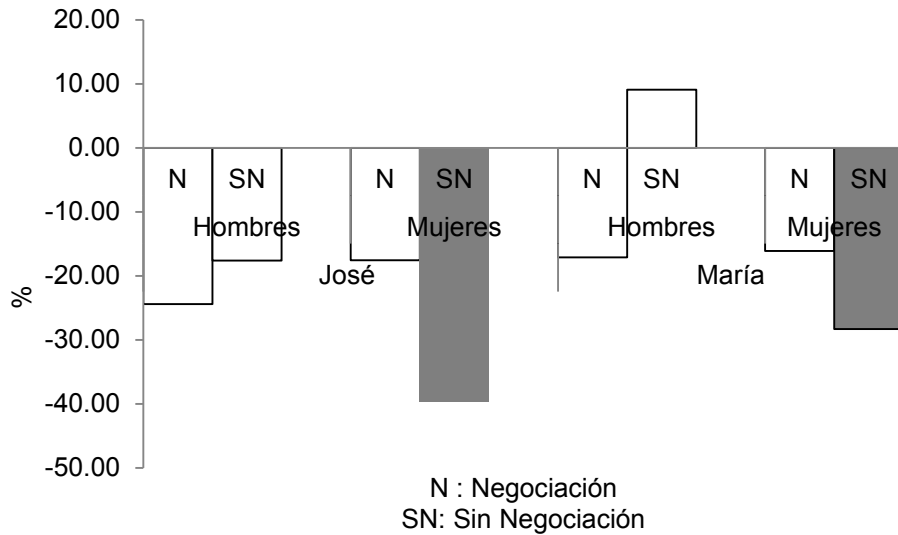 20.00
10.00
0.00
-10.00
-20.00
-30.00
-40.00
-50.00
%
N SN N SN N SN N SN
Hombres Mujeres Hombres Mujeres
José María
N : Negociación
SN: Sin Negociación